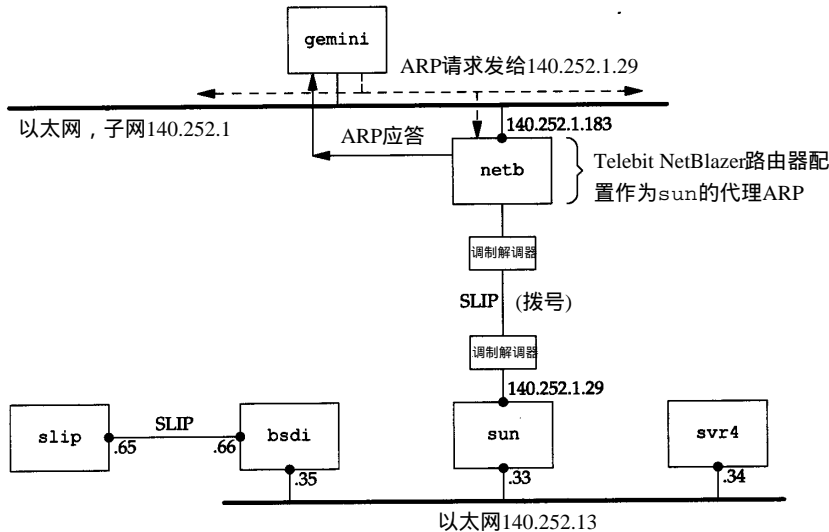 gemini
ARP请求发给140.252.1.29
以太网，子网140.252.1
140.252.1.183
ARP应答
netb
Telebit NetBlazer路由器配
置作为sun的代理ARP
调制解调器
SLIP (拨号)
调制解调器
140.252.1.29
slip
SLIP
bsdi
sun
svr4
.65
.66
.35
.33
.34
以太网140.252.13